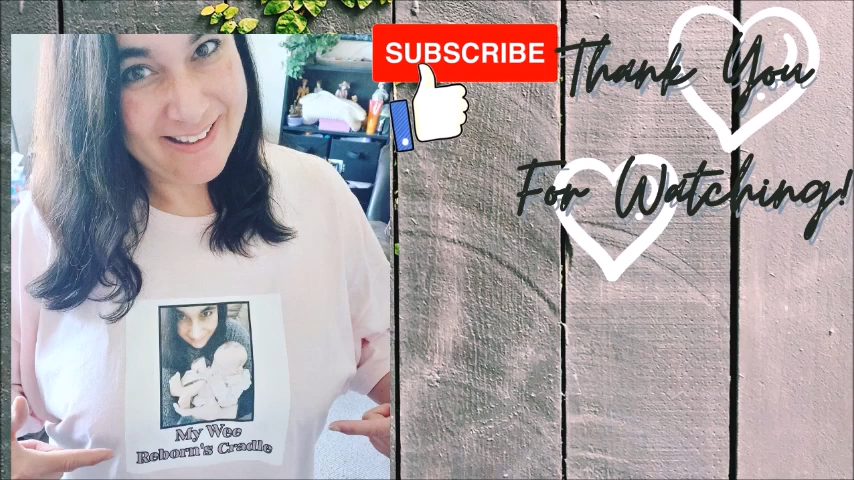 SUBSCRIBE
Thank You
For Watching!
My Wee
Reborn's Cradle